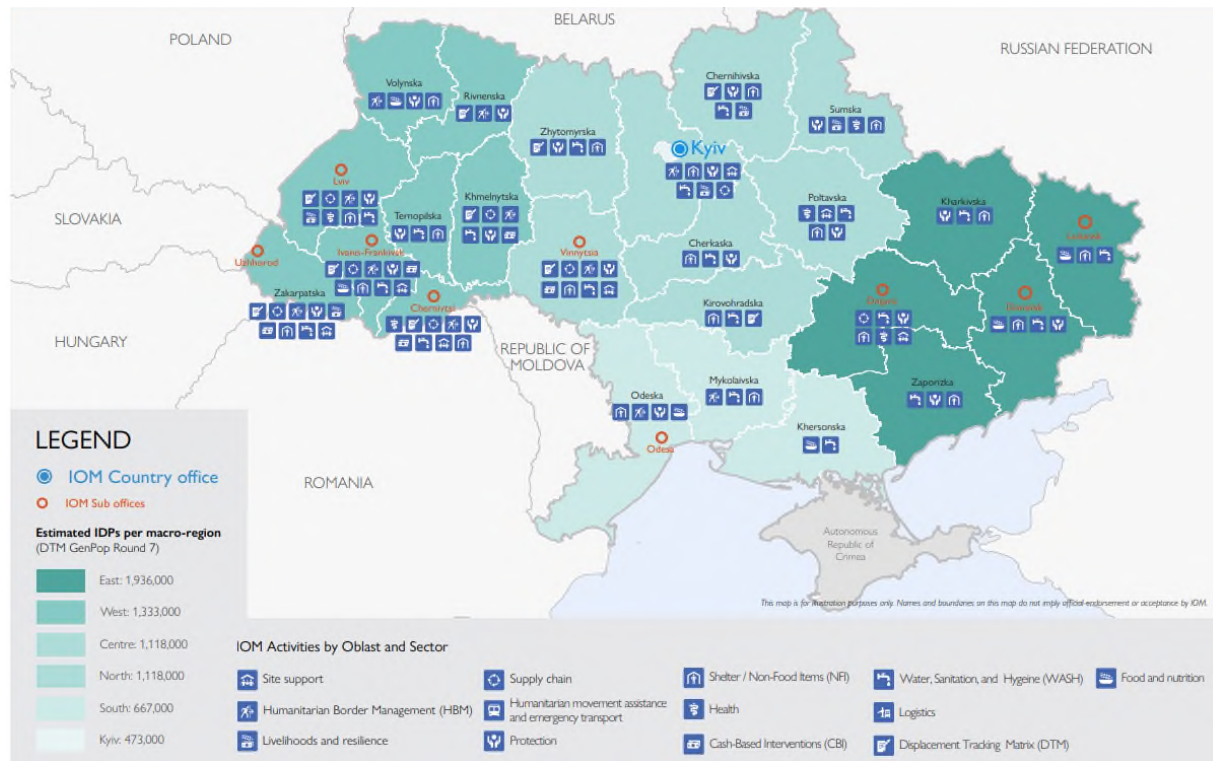 BELARUS
POLAND
RUSSIAN FEDERATION
Volynska
Rivnenska
Chernihivska
Sumska
Zhytomyrska
Kyiv
SLOVAKIA
Lviv
Ternopilska
Khmelnytska
Poltavska
Kharkivska
Luhansk
Uzhhorod
Ivano-Frankivsk
Vinnytsia
Cherkaska
Zakarpatska
Chernivtsi
Kirovohradska
Dnipro
HUNGARY
REPUBLIC OF
MOLDOVA
Mykolaivska
Zaporizka
Odeska
Khersonska
Odesa
ROMANIA
Autonomous
Republic of
Crimea
This map is for illustration purposes only. Names and boundaries on this map do not imply official endorsement or acceptance by IOM.
LEGEND
IOM Country office
IOM Sub offices
Estimated IDPs per macro-region
(DTM GenPop Round 7)
East: 1,936,000
West: 1,333,000
Centre: 1,118,000
North: 1,118,000
South: 667,000
Kyiv: 473,000
IOM Activities by Oblast and Sector
Site support
Humanitarian Border Management (HBM)
Livelihoods and resilience
Supply chain
Humanitarian movement assistance
and emergency transport
Protection
Shelter / Non-Food Items (NFI)
Health
Cash-Based Interventions (CBI)
Water, Sanitation, and Hygeine (WASH)
Logistics
Displacement Tracking Matrix (DTM)
Food and nutrition